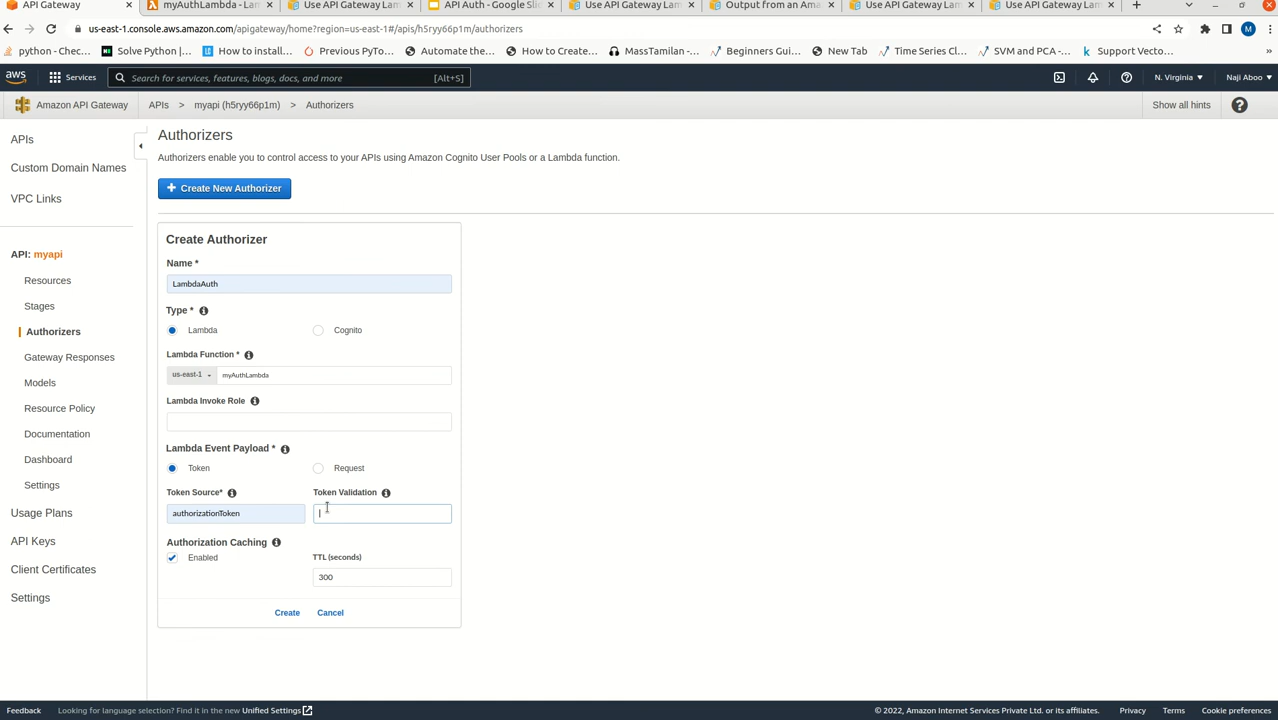 API Gateway
myAuthLambda - Lam
Use API Gateway Lam
API Auth - Google Slid
Use API Gateway Lam
Output from an Ama
Use API Gateway Lam
Use API Gateway Lam
us-east-1.console.aws.amazon.com/apigateway/home?region=us-east-1#/apis/h5ryy66p1m/authorizers
M
python - Chec...
Solve Python |...
How to install...
Previous PyTo...
Automate the...
How to Create...
MassTamilan - ...
Beginners Gui...
New Tab
Time Series Cl...
SVM and PCA -...
Support Vecto...
»
aws
Services
Search for services, features, blogs, docs, and more
[Alt+S]
N. Virginia
Naji Aboo
Amazon API Gateway
APIs > myapi (h5ryy66p1m) > Authorizers
Show all hints
APIs
Custom Domain Names
VPC Links
API: myapi
Resources
Stages
Authorizers
Gateway Responses
Models
Resource Policy
Documentation
Dashboard
Settings
Usage Plans
API Keys
Client Certificates
Settings
Authorizers
Authorizers enable you to control access to your APIs using Amazon Cognito User Pools or a Lambda function.
+ Create New Authorizer
Create Authorizer
Name *
LambdaAuth
Type *
Lambda
Cognito
Lambda Function *
us-east-1
myAuthLambda
Lambda Invoke Role
Lambda Event Payload *
Token
Request
Token Source*
Token Validation
authorizationToken
Authorization Caching
Enabled
TTL (seconds)
300
Create
Cancel
Feedback
Looking for language selection? Find it in the new Unified Settings
© 2022, Amazon Internet Services Private Ltd. or its affiliates.
Privacy
Terms
Cookie preferences